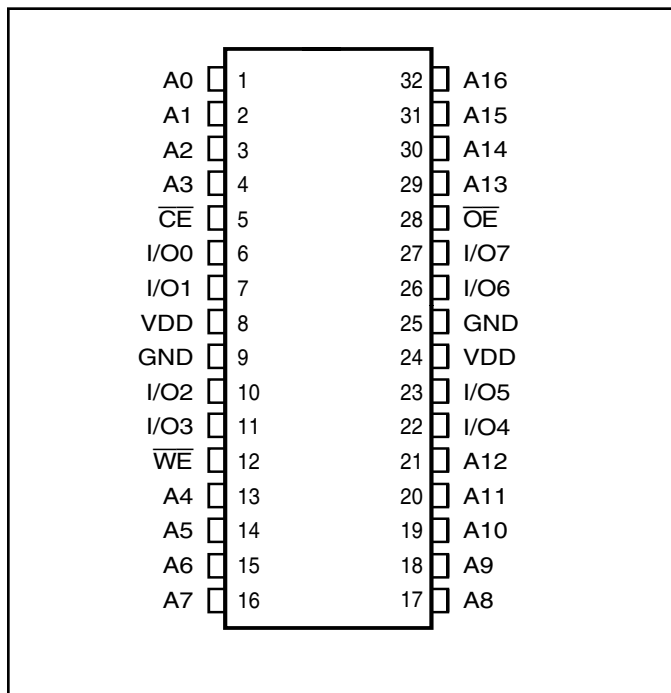 A0 1 32 A16
A1 2 31 A15
A2 3 30 A14
A3 4 29 A13
C̅E̅ 5 28 O̅E̅
I/O0 6 27 I/O7
I/O1 7 26 I/O6
VDD 8 25 GND
GND 9 24 VDD
I/O2 10 23 I/O5
I/O3 11 22 I/O4
W̅E̅ 12 21 A12
A4 13 20 A11
A5 14 19 A10
A6 15 18 A9
A7 16 17 A8